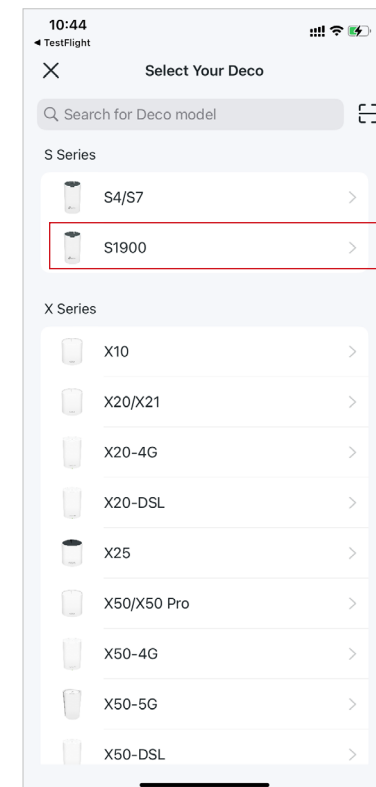 10:44
◄ TestFlight
Select Your Deco
Search for Deco model
S Series
S4/S7
S1900
X Series
X10
X20/X21
X20-4G
X20-DSL
X25
X50/X50 Pro
X50-4G
X50-5G
X50-DSL